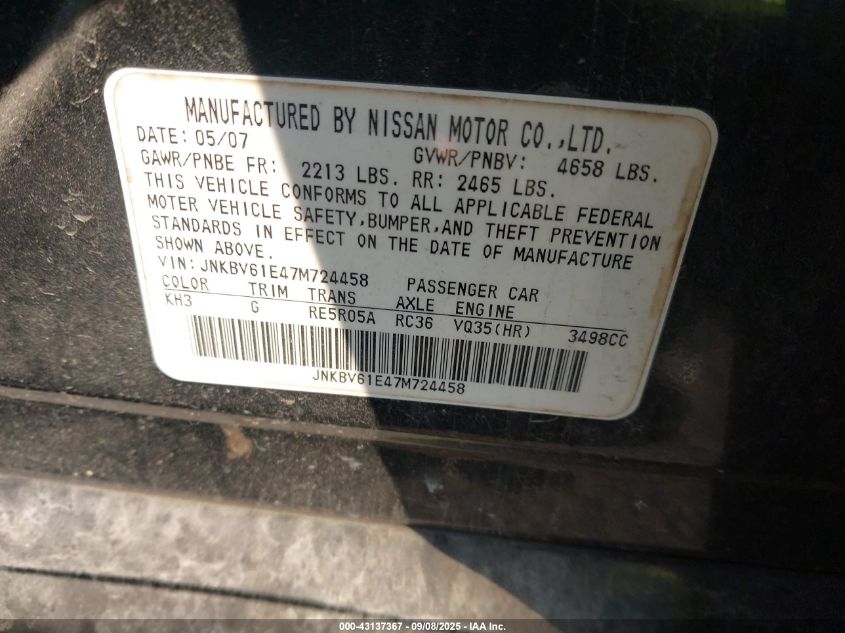 MANUFACTURED BY NISSAN MOTOR CO.,LTD.
DATE: 05/07 GVWR/PNBV: 4658 LBS.
GAWR/PNBE FR: 2213 LBS. RR: 2465 LBS.
THIS VEHICLE CONFORMS TO ALL APPLICABLE FEDERAL
MOTER VEHICLE SAFETY,BUMPER,AND THEFT PREVENTION
STANDARDS IN EFFECT ON THE DATE OF MANUFACTURE
SHOWN ABOVE.
VIN: JNKBV61E47M724458 PASSENGER CAR
COLOR TRIM TRANS AXLE ENGINE
KH3 G RE5R05A RC36 VQ35(HR) 3498CC
JNKBV61E47M724458
000-43137367 - 09/08/2025 - IAA Inc.